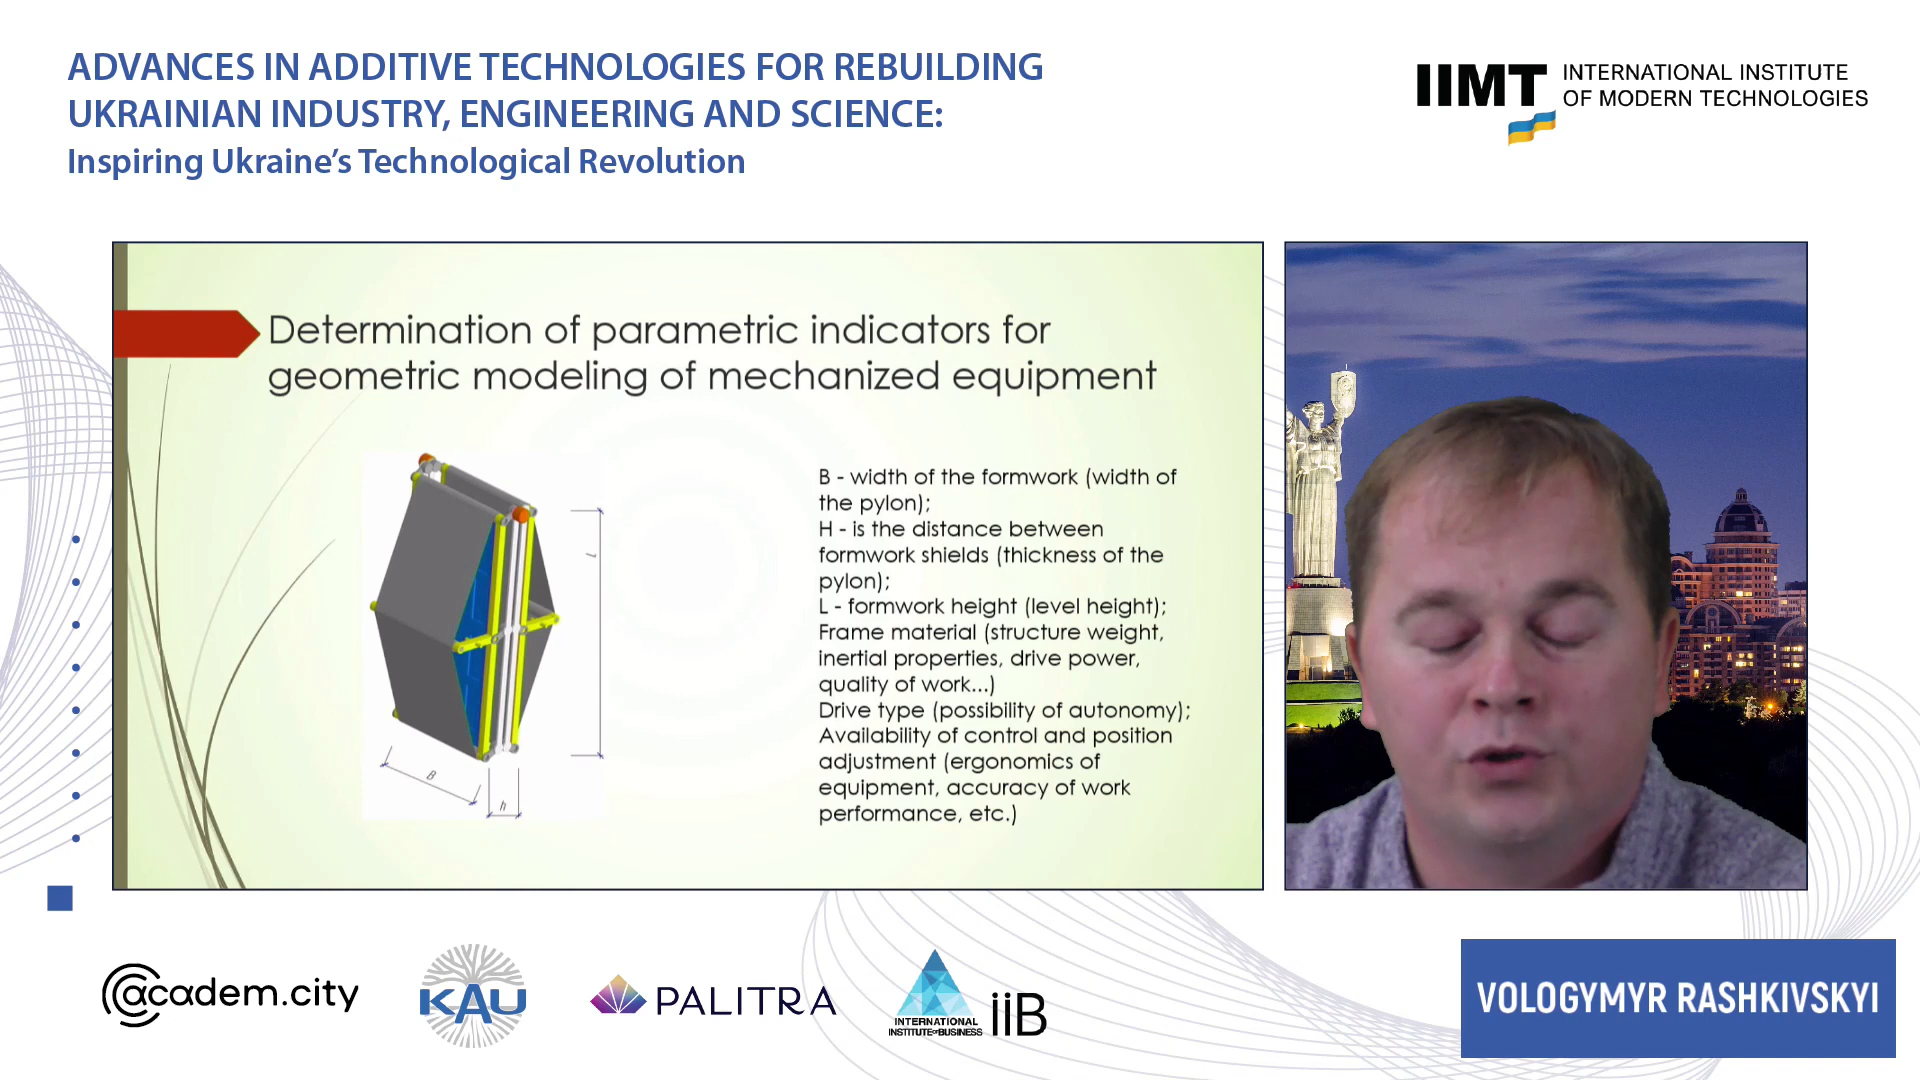 ADVANCES IN ADDITIVE TECHNOLOGIES FOR REBUILDING
UKRAINIAN INDUSTRY, ENGINEERING AND SCIENCE:
Inspiring Ukraine's Technological Revolution
IIMT
INTERNATIONAL INSTITUTE
OF MODERN TECHNOLOGIES
Determination of parametric indicators for
geometric modeling of mechanized equipment
l
B
h
B - width of the formwork (width of
the pylon);
H - is the distance between
formwork shields (thickness of the
pylon);
L - formwork height (level height);
Frame material (structure weight,
inertial properties, drive power,
quality of work...)
Drive type (possibility of autonomy);
Availability of control and position
adjustment (ergonomics of
equipment, accuracy of work
performance, etc.)
@cadem.city
KAU
PALITRA
INTERNATIONAL
INSTITUTE OF BUSINESS
iiB
VOLOGYMYR RASHKIVSKYI